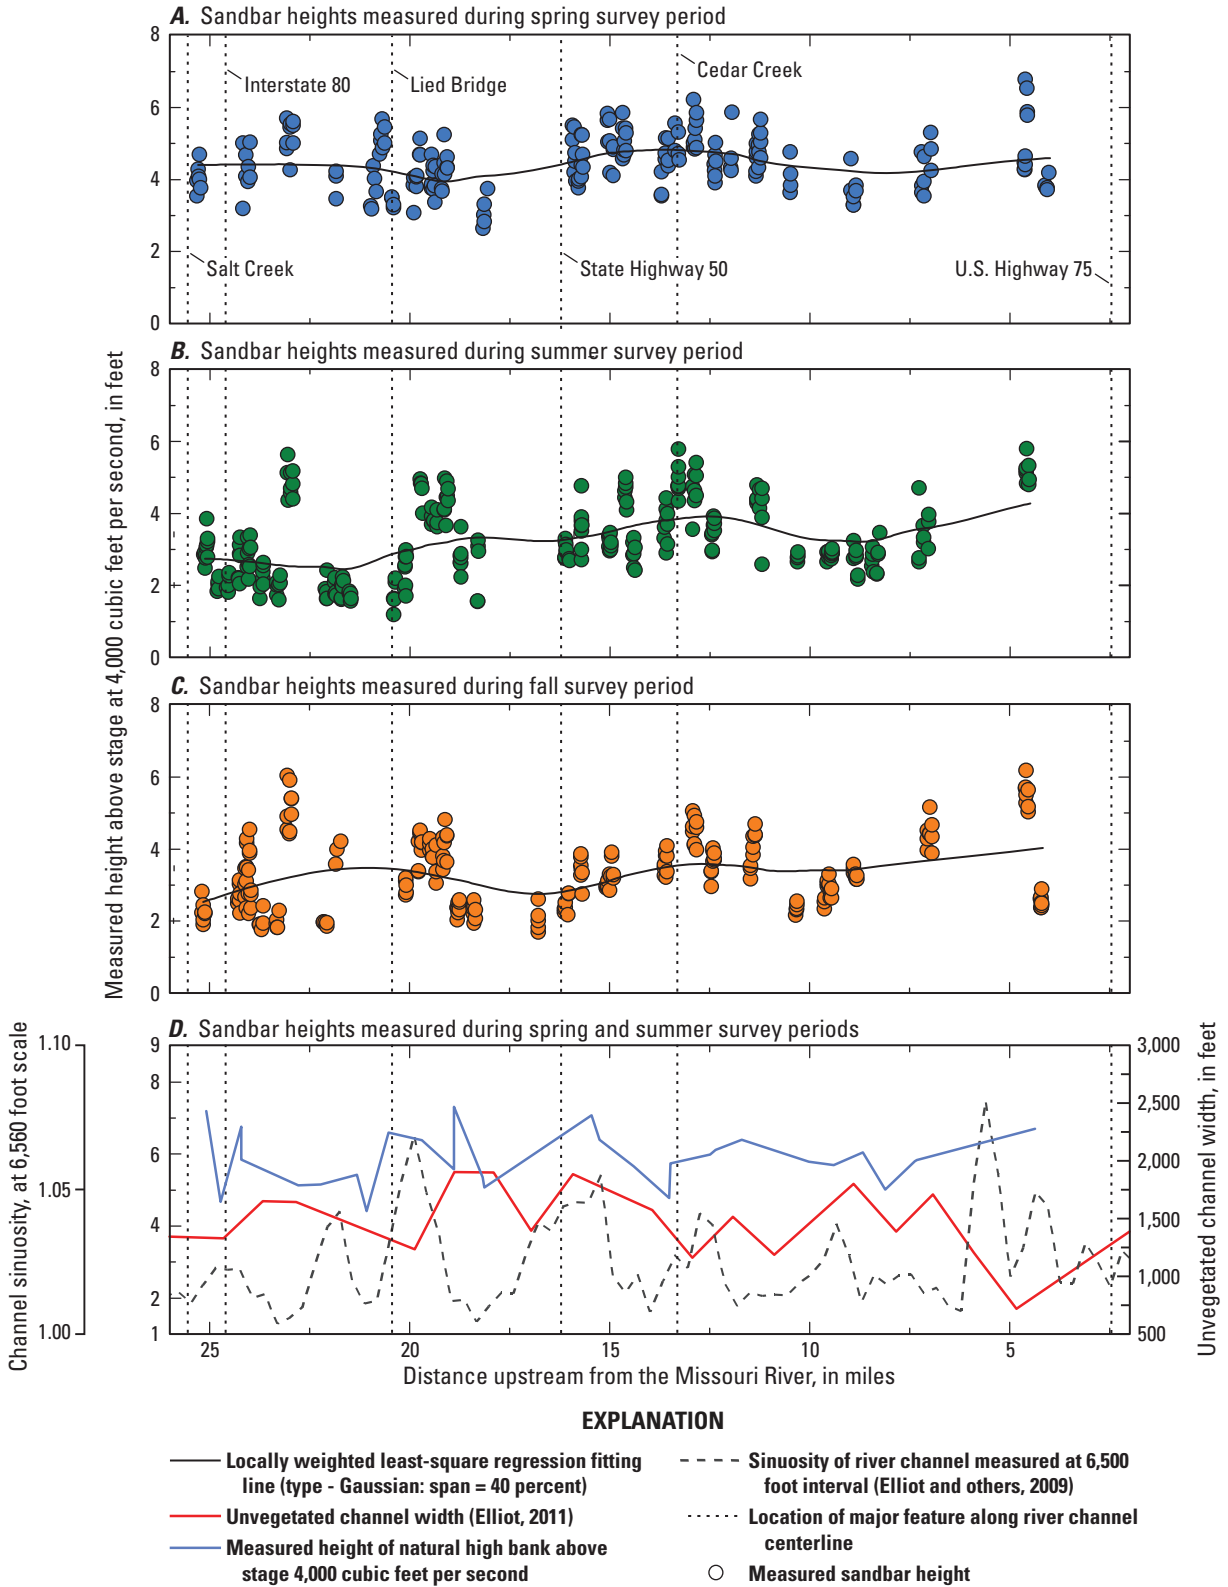 A. Sandbar heights measured during spring survey period
8
Interstate 80
Lied Bridge
Cedar Creek
6
4
2
Salt Creek
State Highway 50
U.S. Highway 75
0
B. Sandbar heights measured during summer survey period
8
6
4
2
0
Measured height above stage at 4,000 cubic feet per second, in feet
C. Sandbar heights measured during fall survey period
8
6
4
2
0
D. Sandbar heights measured during spring and summer survey periods
Channel sinuosity, at 6,560 foot scale
1.10
1.05
1.00
9
8
6
4
2
1
3,000
2,500
2,000
1,500
1,000
500
Unvegetated channel width, in feet
25 20 15 10 5
Distance upstream from the Missouri River, in miles
EXPLANATION
Locally weighted least-square regression fitting
line (type - Gaussian: span = 40 percent)
Unvegetated channel width (Elliot, 2011)
Measured height of natural high bank above
stage 4,000 cubic feet per second
Sinuosity of river channel measured at 6,500
foot interval (Elliot and others, 2009)
Location of major feature along river channel
centerline
Measured sandbar height